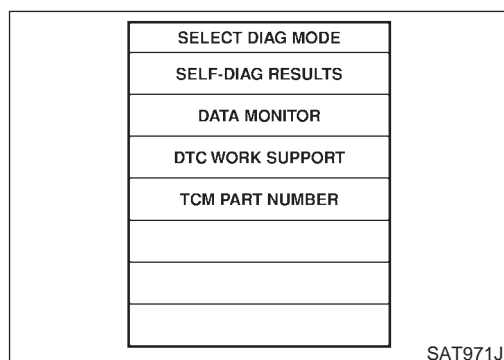 SELECT DIAG MODE
SELF-DIAG RESULTS
DATA MONITOR
DTC WORK SUPPORT
TCM PART NUMBER
SAT971J